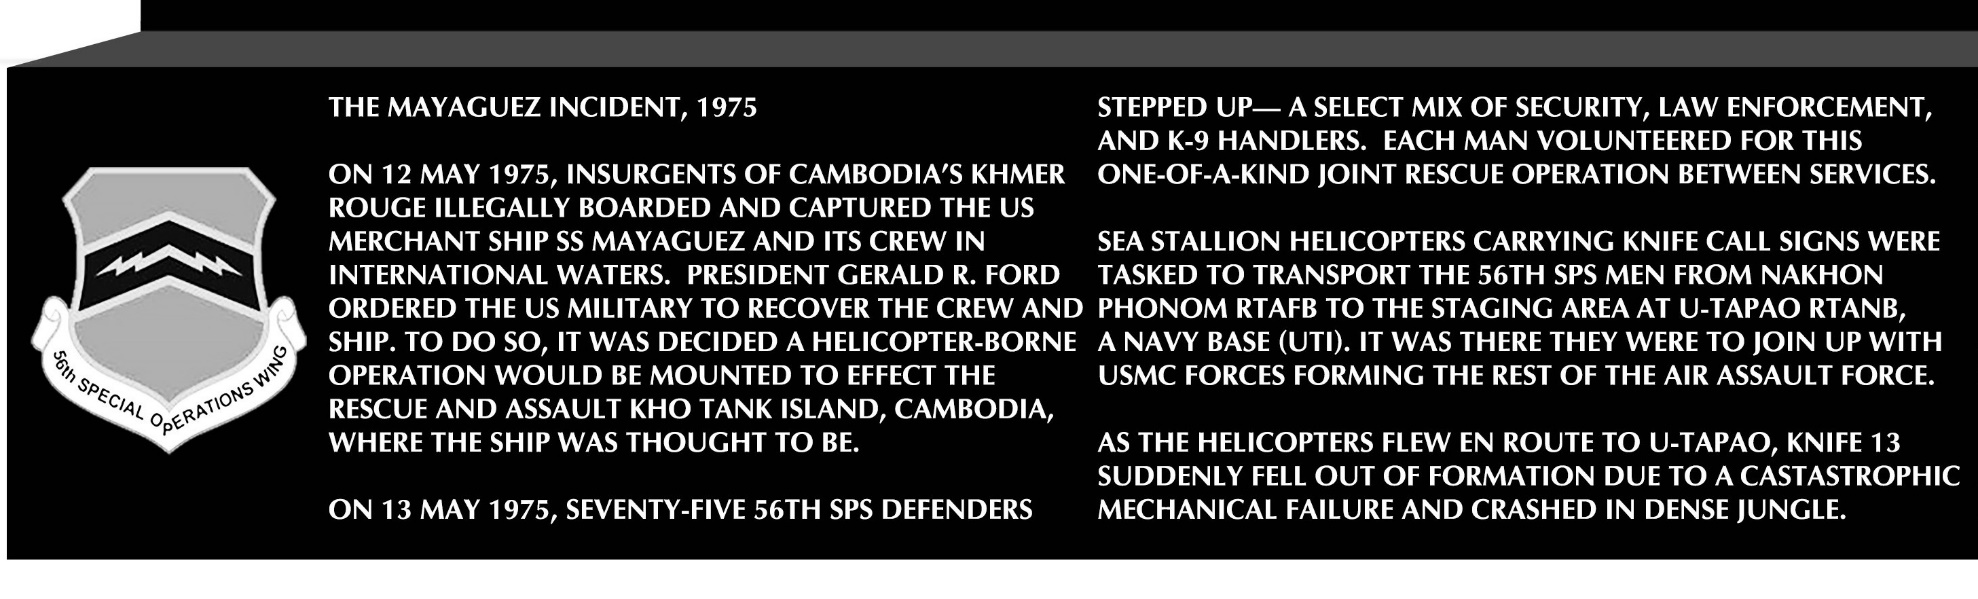 56th SPECIAL OPERATIONS WING
THE MAYAGUEZ INCIDENT, 1975
ON 12 MAY 1975, INSURGENTS OF CAMBODIA'S KHMER
ROUGE ILLEGALLY BOARDED AND CAPTURED THE US
MERCHANT SHIP SS MAYAGUEZ AND ITS CREW IN
INTERNATIONAL WATERS. PRESIDENT GERALD R. FORD
ORDERED THE US MILITARY TO RECOVER THE CREW AND
SHIP. TO DO SO, IT WAS DECIDED A HELICOPTER-BORNE
OPERATION WOULD BE MOUNTED TO EFFECT THE
RESCUE AND ASSAULT KHO TANK ISLAND, CAMBODIA,
WHERE THE SHIP WAS THOUGHT TO BE.
ON 13 MAY 1975, SEVENTY-FIVE 56TH SPS DEFENDERS
STEPPED UP— A SELECT MIX OF SECURITY, LAW ENFORCEMENT,
AND K-9 HANDLERS. EACH MAN VOLUNTEERED FOR THIS
ONE-OF-A-KIND JOINT RESCUE OPERATION BETWEEN SERVICES.
SEA STALLION HELICOPTERS CARRYING KNIFE CALL SIGNS WERE
TASKED TO TRANSPORT THE 56TH SPS MEN FROM NAKHON
PHONOM RTAFB TO THE STAGING AREA AT U-TAPAO RTANB,
A NAVY BASE (UTI). IT WAS THERE THEY WERE TO JOIN UP WITH
USMC FORCES FORMING THE REST OF THE AIR ASSAULT FORCE.
AS THE HELICOPTERS FLEW EN ROUTE TO U-TAPAO, KNIFE 13
SUDDENLY FELL OUT OF FORMATION DUE TO A CASTASTROPHIC
MECHANICAL FAILURE AND CRASHED IN DENSE JUNGLE.